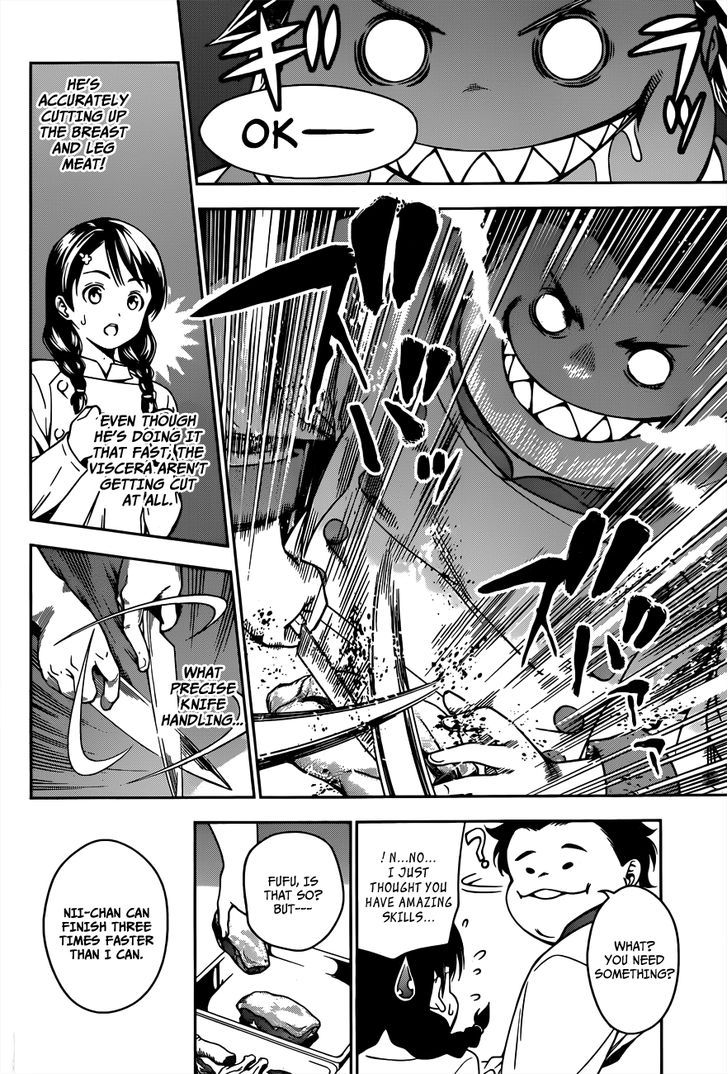 OK—
ギギ
HE'S
ACCURATELY
CUTTING UP
THE BREAST
AND LEG
MEAT!
EVEN THOUGH
HE'S DOING IT
THAT FAST, THE
VISCERA AREN'T
GETTING CUT
AT ALL.
WHAT
PRECISE
KNIFE
HANDLING...
WHAT?
YOU NEED
SOMETHING?
?
! N...NO...
I JUST
THOUGHT YOU
HAVE AMAZING
SKILLS...
FUFU, IS
THAT SO?
BUT---
NII-CHAN CAN
FINISH THREE
TIMES FASTER
THAN I CAN.